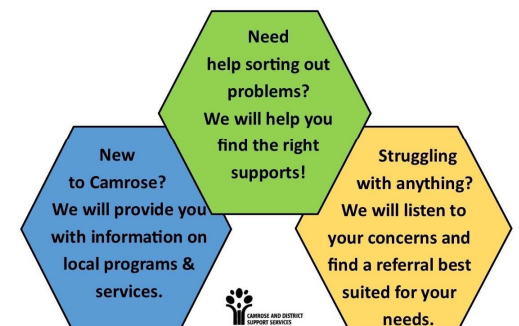 Need
help sorting out
problems?
We will help you
find the right
supports!
New
to Camrose?
We will provide you
with information on
local programs &
services.
Struggling
with anything?
We will listen to
your concerns and
find a referral best
suited for your
needs.
CAMROSE AND DISTRICT
SUPPORT SERVICES